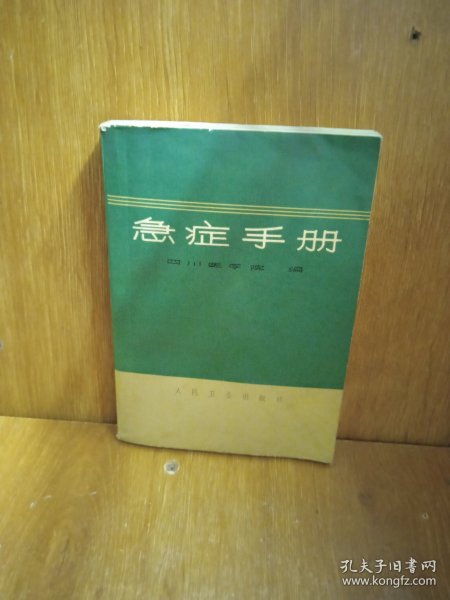 急症手册
四川医学院 编
人民卫生出版社
孔夫子旧书网
www.kongfz.com